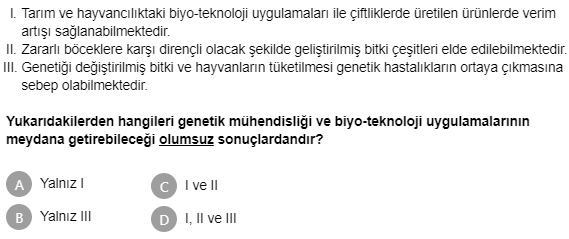 I. Tarım ve hayvancılıktaki biyo-teknoloji uygulamaları ile çiftliklerde üretilen ürünlerde verim
artışı sağlanabilmektedir.
II. Zararlı böceklere karşı dirençli olacak şekilde geliştirilmiş bitki çeşitleri elde edilebilmektedir.
III. Genetiği değiştirilmiş bitki ve hayvanların tüketilmesi genetik hastalıkların ortaya çıkmasına
sebep olabilmektedir.
Yukarıdakilerden hangileri genetik mühendisliği ve biyo-teknoloji uygulamalarının
meydana getirebileceği olumsuz sonuçlardandır?
A Yalnız I
C I ve II
B Yalnız III
D I, II ve III